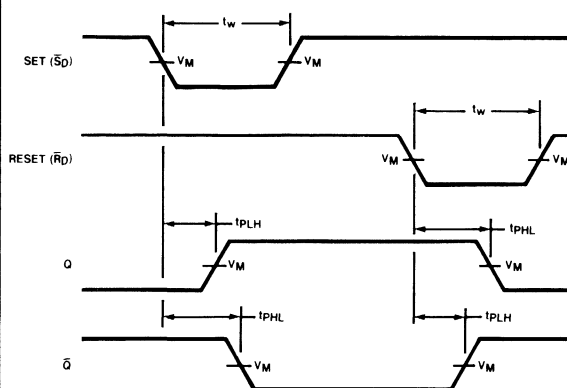 tw
SET (S̅D) VM VM
tw
RESET (R̅D) VM VM
tPLH tPHL
Q VM VM
tPHL tPLH
Q̅ VM VM